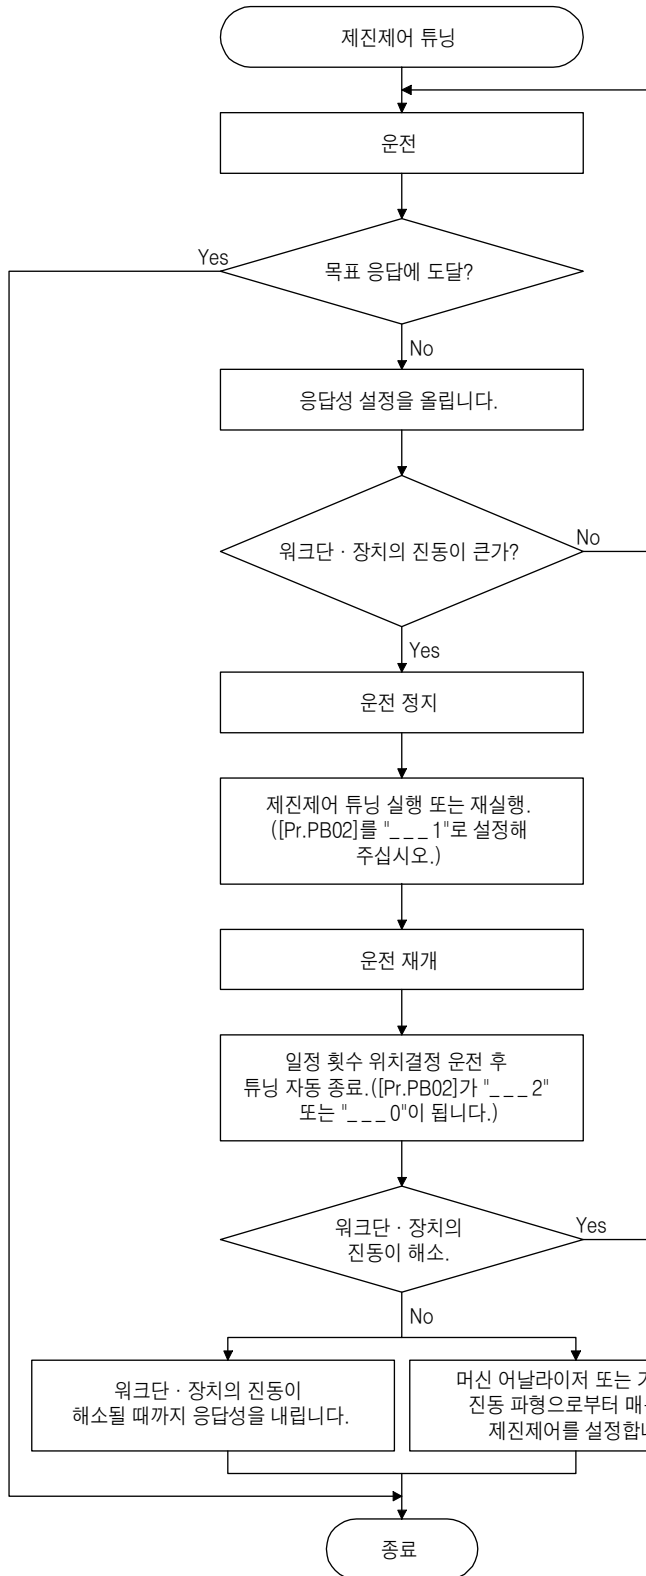 제진제어 튜닝
운전
Yes
목표 응답에 도달?
No
응답성 설정을 올립니다.
워크단 · 장치의 진동이 큰가?
No
Yes
운전 정지
제진제어 튜닝 실행 또는 재실행.
([Pr.PB02]를 "_ _ _ 1"로 설정해
주십시오.)
운전 재개
일정 횟수 위치결정 운전 후
튜닝 자동 종료.([Pr.PB02]가 "_ _ _ 2"
또는 "_ _ _ 0"이 됩니다.)
워크단 · 장치의
진동이 해소.
Yes
No
워크단 · 장치의 진동이
해소될 때까지 응답성을 내립니다.
머신 어날라이저 또는
진동 파형으로부터
제진제어를
종료